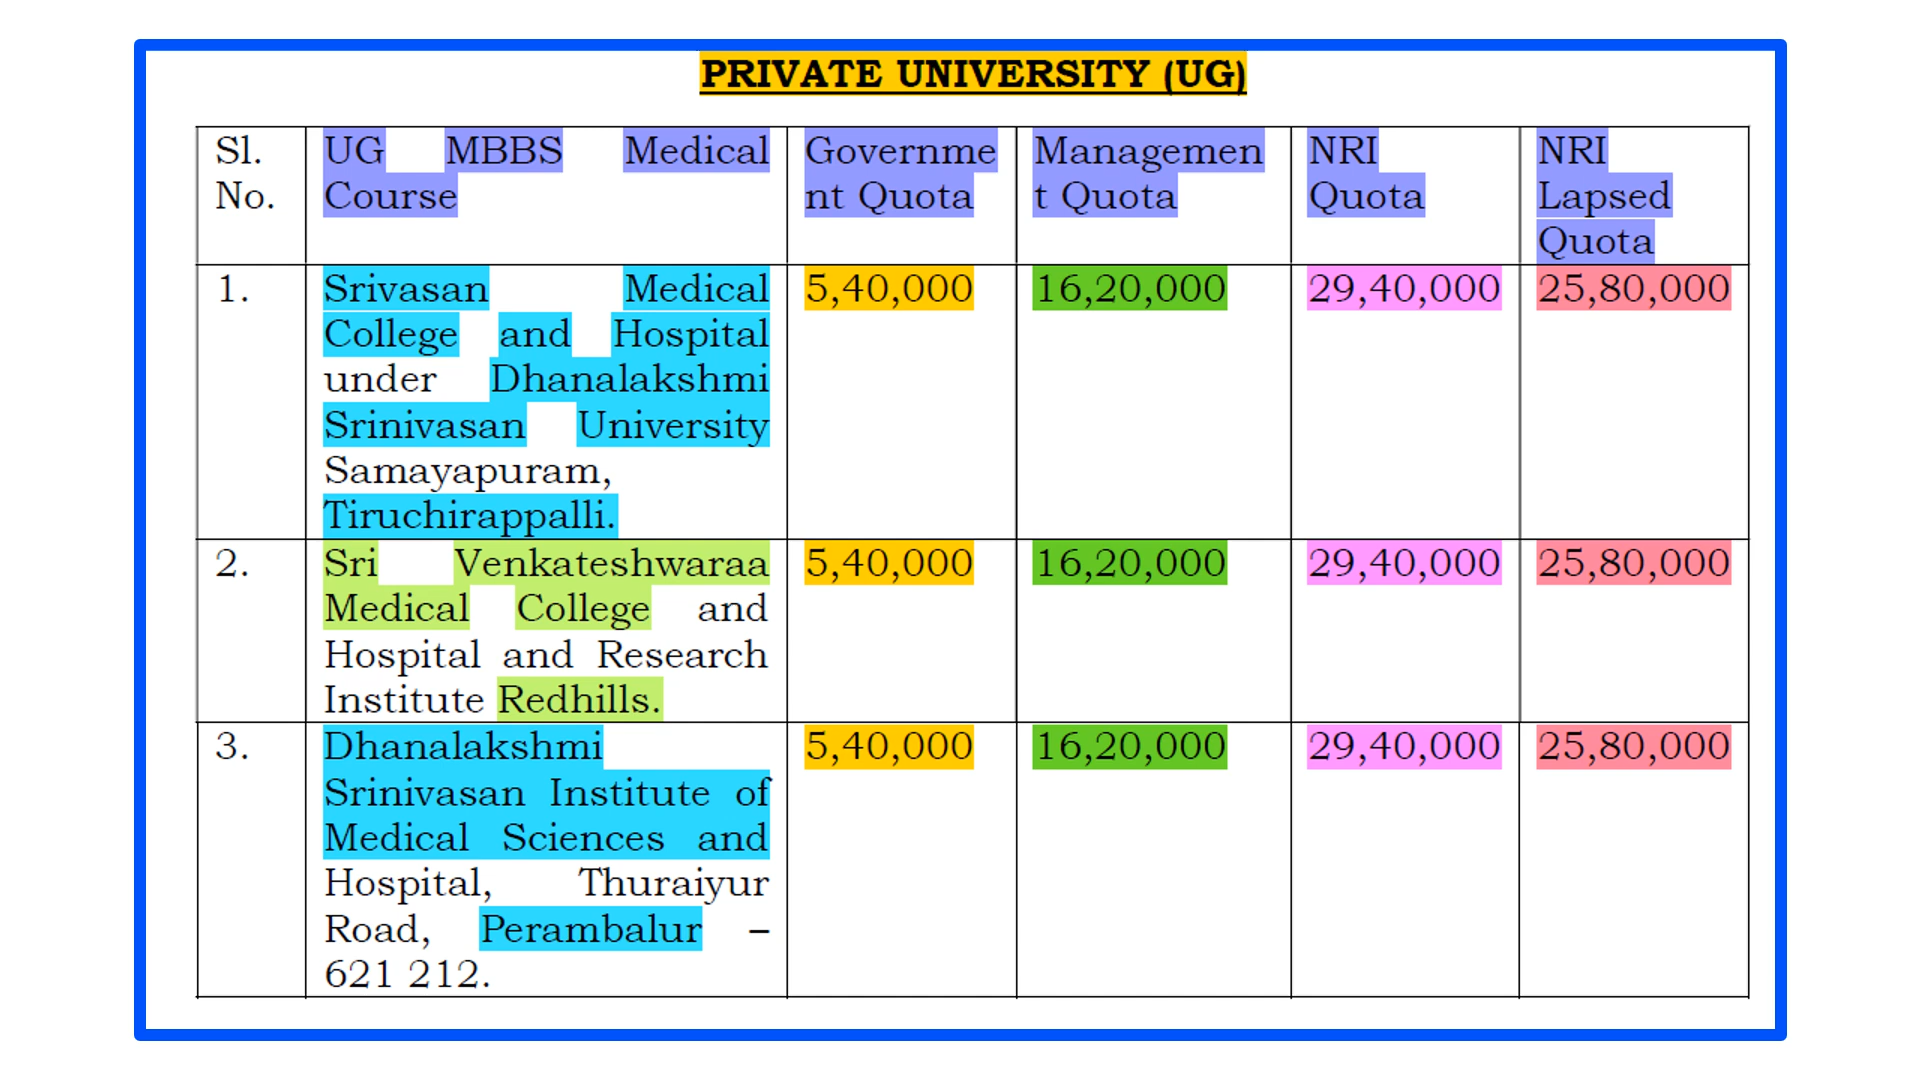 PRIVATE UNIVERSITY (UG)
Sl. No.
UG MBBS Medical Course
Governme
nt Quota
Managemen
t Quota
NRI
Quota
NRI
Lapsed
Quota
1.
Srivasan Medical
College and Hospital
under Dhanalakshmi
Srinivasan University
Samayapuram,
Tiruchirappalli.
5,40,000
16,20,000
29,40,000
25,80,000
2.
Sri Venkateshwaraa
Medical College and
Hospital and Research
Institute Redhills.
5,40,000
16,20,000
29,40,000
25,80,000
3.
Dhanalakshmi
Srinivasan Institute of
Medical Sciences and
Hospital, Thuraiyur
Road, Perambalur –
621 212.
5,40,000
16,20,000
29,40,000
25,80,000